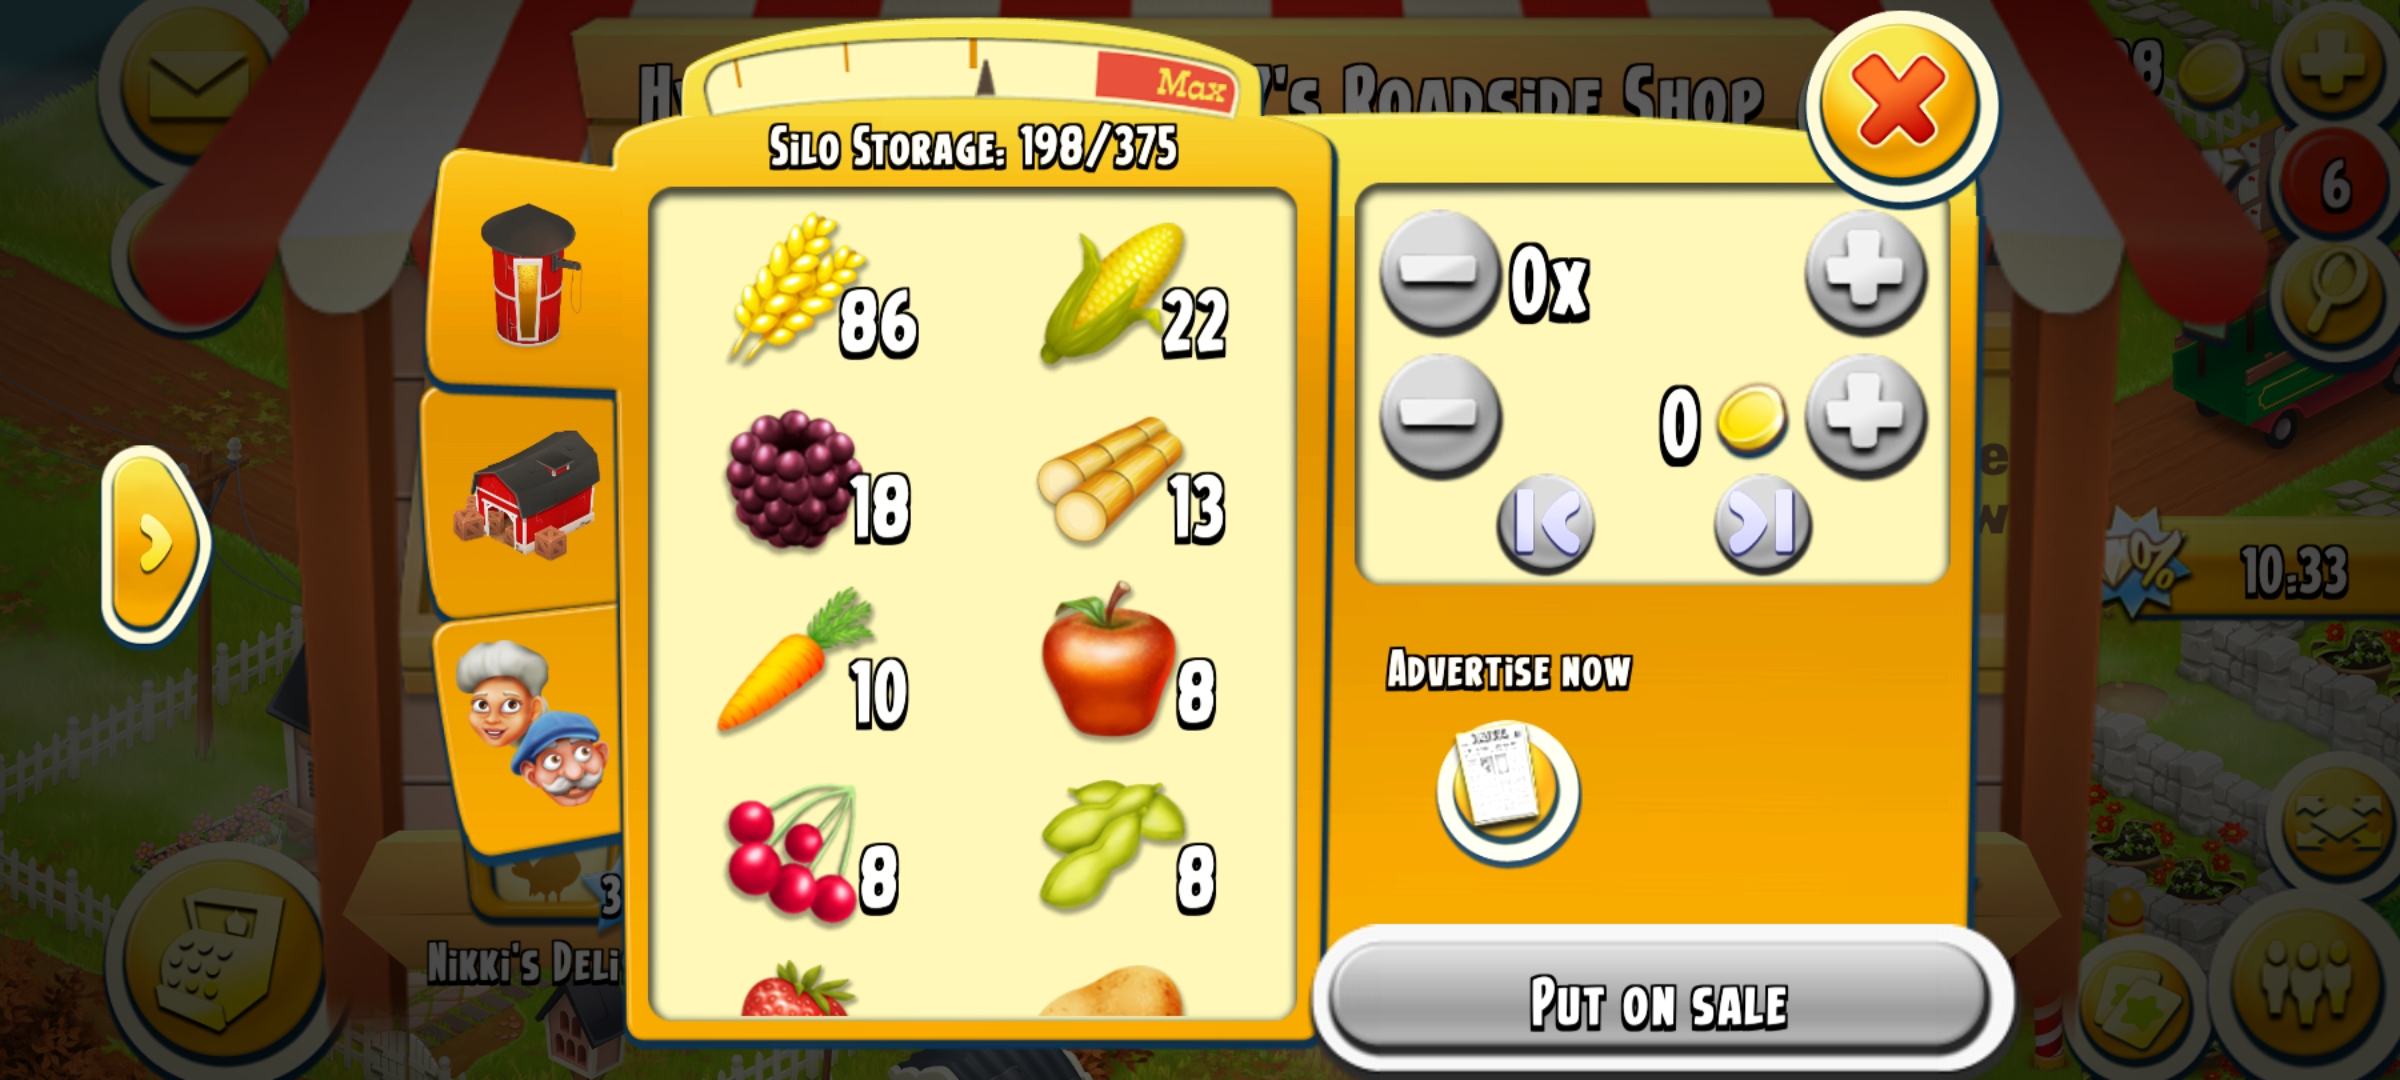 Max
's Roadside Shop
Silo Storage: 198/375
86
22
0x
6
18
13
0
10:33
10
8
Advertise now
8
8
3
Nikki's Deli
Put on sale